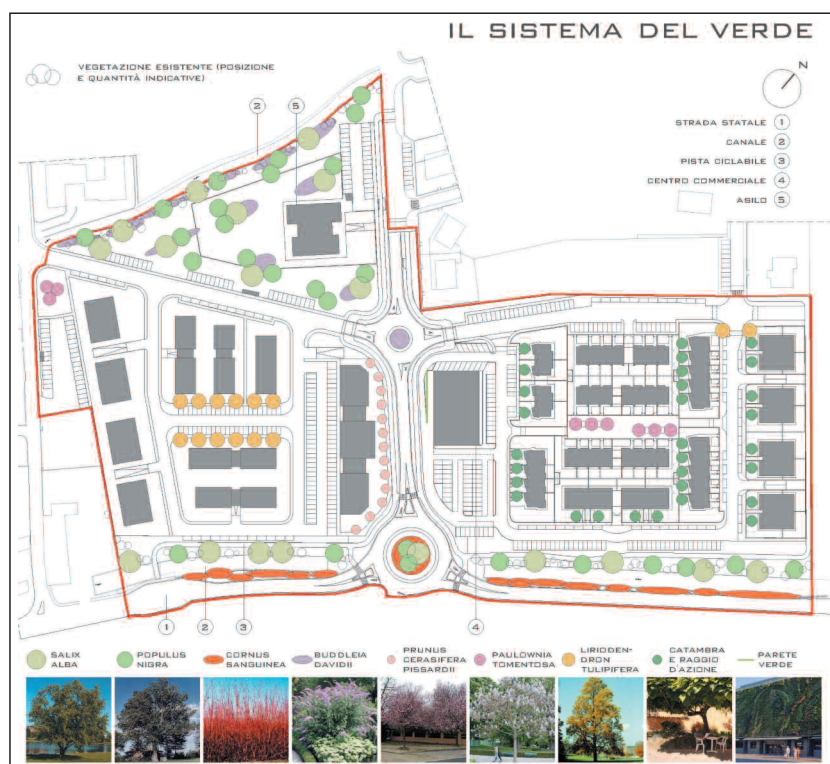 IL SISTEMA DEL VERDE
VEGETAZIONE ESISTENTE (POSIZIONE
E QUANTITÀ INDICATIVE)
N
STRADA STATALE 1
CANALE 2
PISTA CICLABILE 3
CENTRO COMMERCIALE 4
ASILO 5
2
5
1
2
3
4
SALIX
ALBA
POPULUS
NIGRA
CORNUS
SANGUINEA
BUDDLEIA
DAVIDII
PRUNUS
CERASIFERA
PISSARDII
PAULOWNIA
TOMENTOSA
LIRIODEN-
DRON
TULIPIFERA
CATAMBRA
E RAGGIO
D'AZIONE
PARETE
VERDE